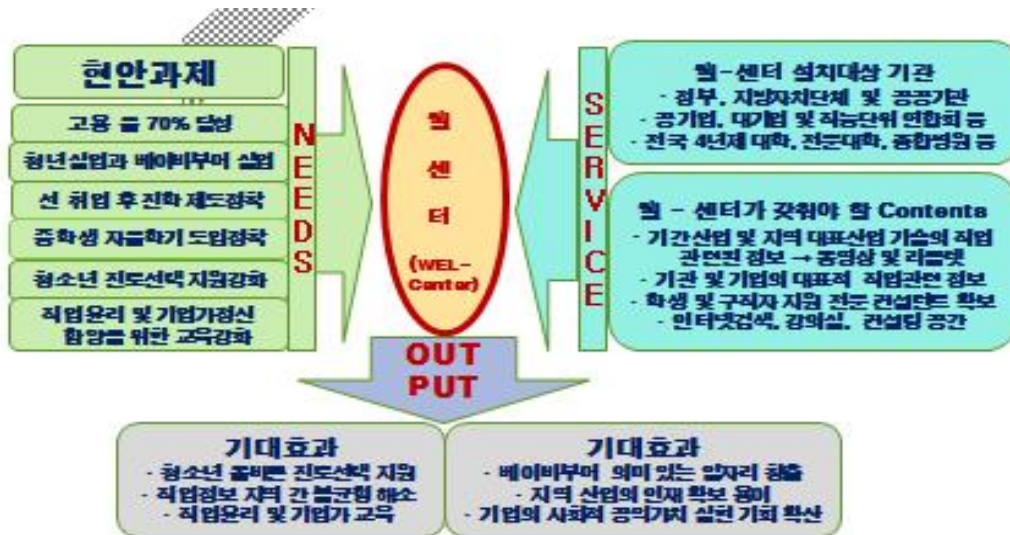 현안과제
고용 률 70% 달성
청년실업과 베이비부머 실업
선 취업 후 진학 제도정착
중학생 자율학기 도입정착
청소년 진로선택 지원강화
직업윤리 및 기업가정신
함양을 위한 교육강화
NEEDS
웰센터
(WEL-
Center)
SERVICE
웰-센터 설치대상 기관
· 정부, 지방자치단체 및 공공기관
· 공기업, 대기업 및 직능단위 연합회 등
· 전국 4년제 대학, 전문대학, 종합병원 등
웰 - 센터가 갖춰야 할 Contents
· 기간산업 및 지역 대표산업 기술의 직업
관련된 정보 → 동영상 및 리플렛
· 기관 및 기업의 대표적 직업관련 정보
· 학생 및 구직자 지원 전문 컨설턴트 확보
· 인터넷검색, 강의실, 컨설팅 공간
OUT
PUT
기대효과
· 청소년 올바른 진로선택 지원
· 직업정보 지역 간 불균형 해소
· 직업윤리 및 기업가 교육
기대효과
· 베이비부머 의미 있는 일자리 창출
· 지역 산업의 인재 확보 용이
· 기업의 사회적 공익가치 실현 기회 확산